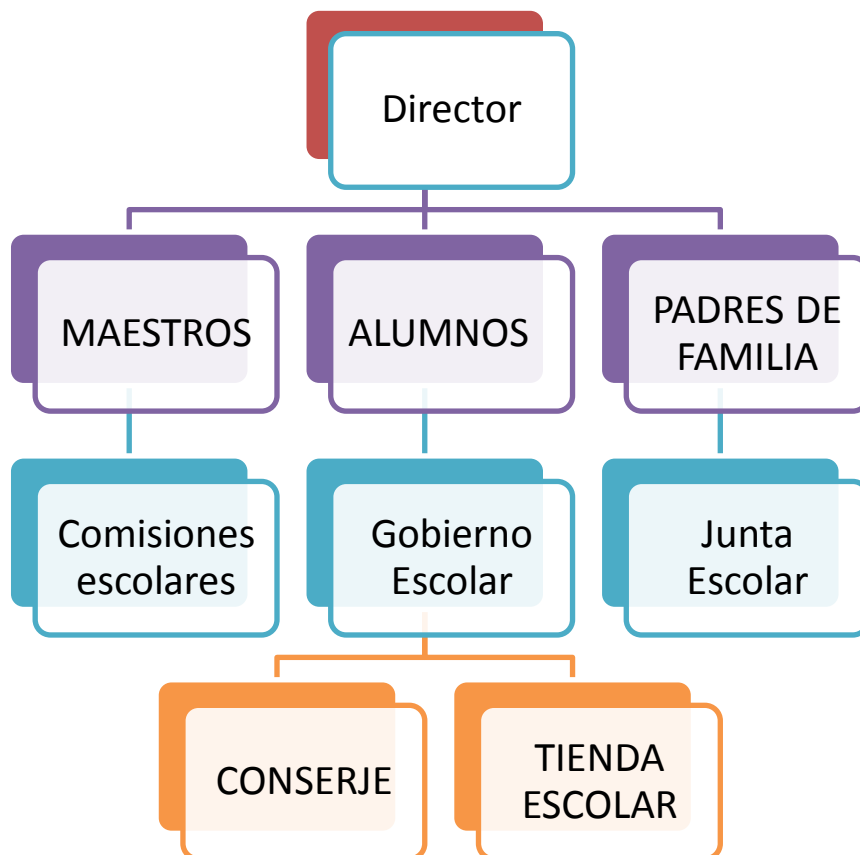 Director
MAESTROS
ALUMNOS
PADRES DE
FAMILIA
Comisiones
escolares
Gobierno
Escolar
Junta
Escolar
CONSERJE
TIENDA
ESCOLAR